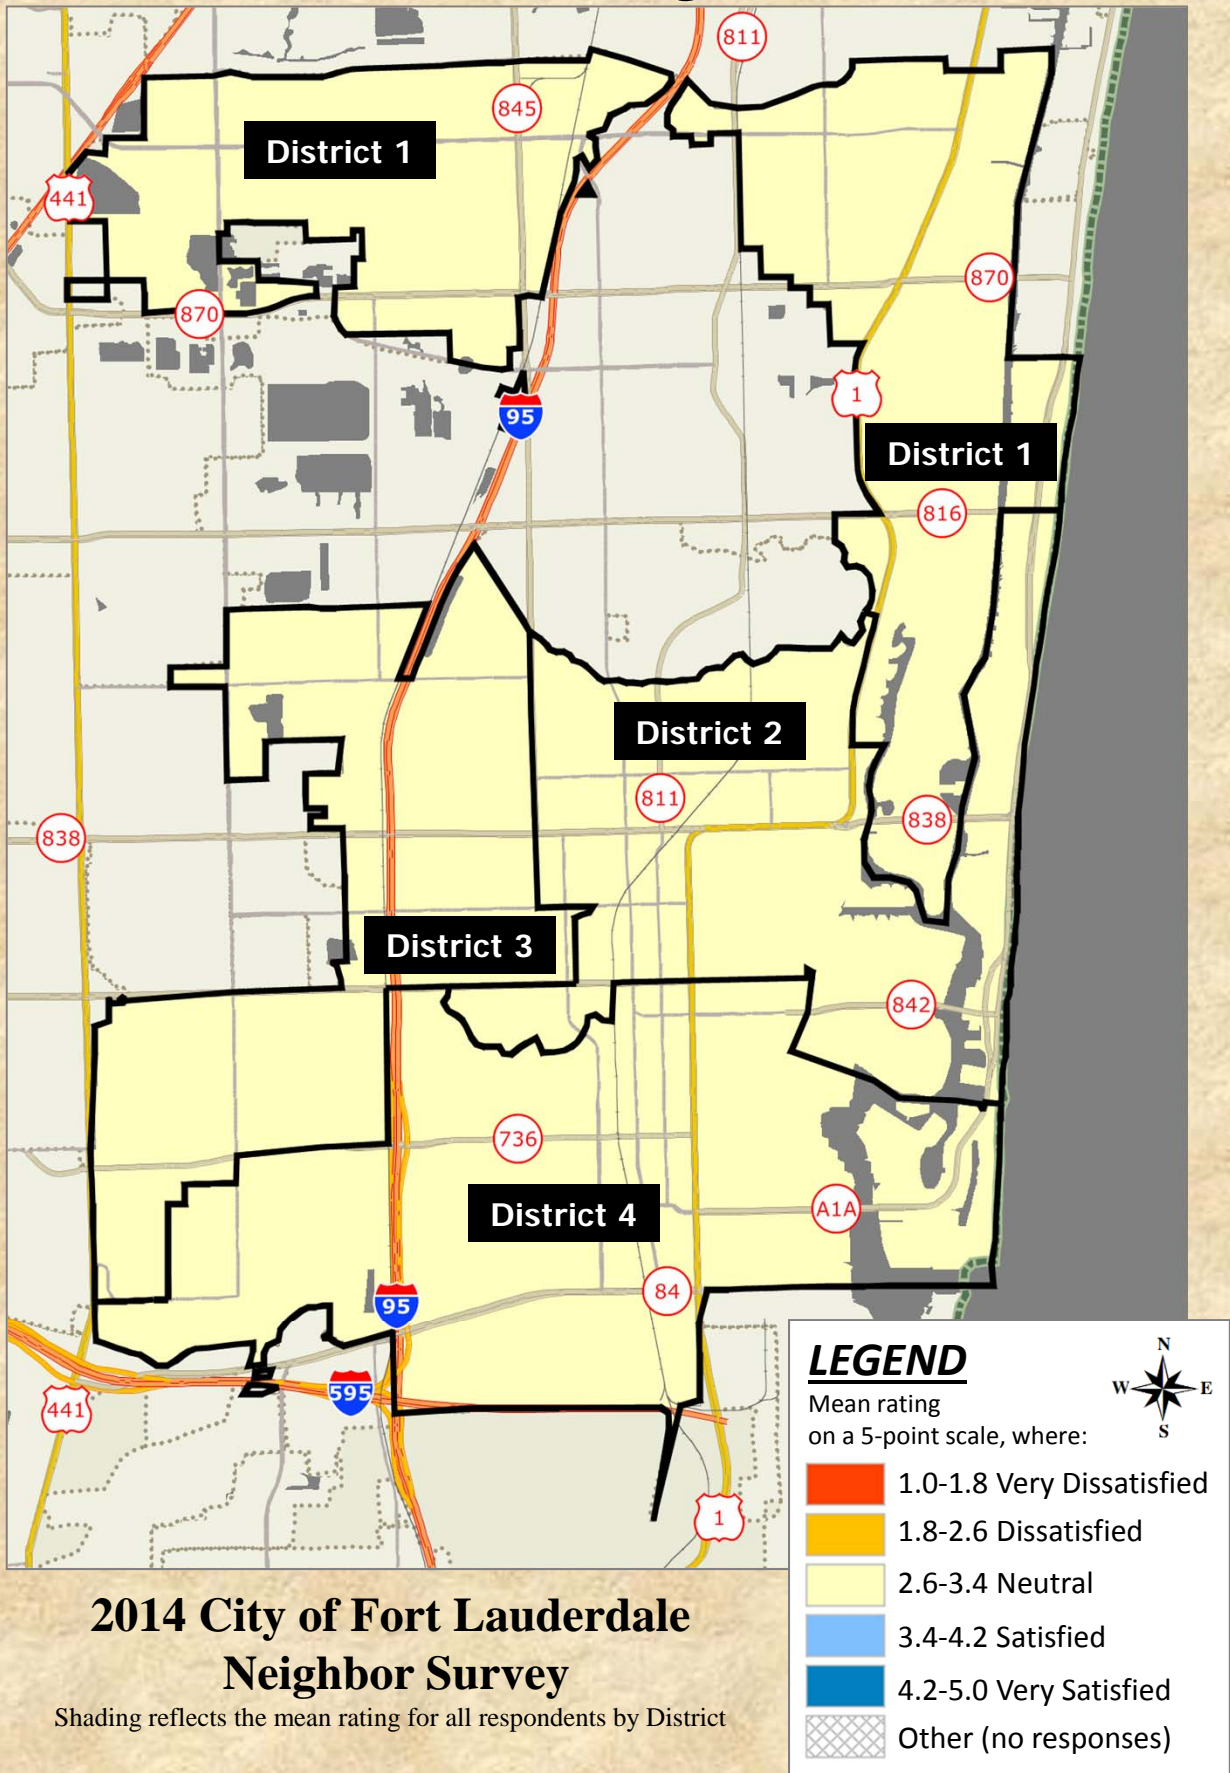 811
845
District 1
441
870
870
1
95
District 1
816
District 2
811
838
838
District 3
842
736
District 4
A1A
84
95
595
441
1
LEGEND
N
W E
S
Mean rating
on a 5-point scale, where:
1.0-1.8 Very Dissatisfied
1.8-2.6 Dissatisfied
2.6-3.4 Neutral
3.4-4.2 Satisfied
4.2-5.0 Very Satisfied
Other (no responses)
2014 City of Fort Lauderdale
Neighbor Survey
Shading reflects the mean rating for all respondents by District